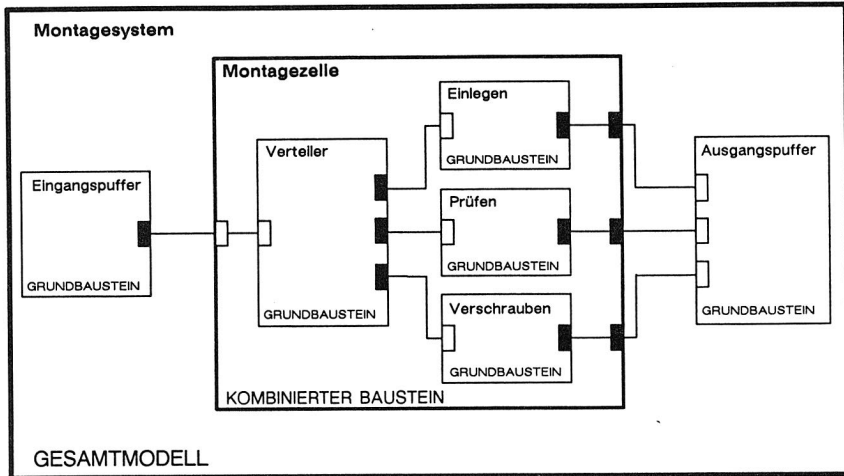 Montagesystem
Montagezelle
Eingangspuffer
GRUNDBAUSTEIN
Verteiler
GRUNDBAUSTEIN
Einlegen
GRUNDBAUSTEIN
Prüfen
GRUNDBAUSTEIN
Verschrauben
GRUNDBAUSTEIN
Ausgangspuffer
GRUNDBAUSTEIN
KOMBINIERTER BAUSTEIN
GESAMTMODELL